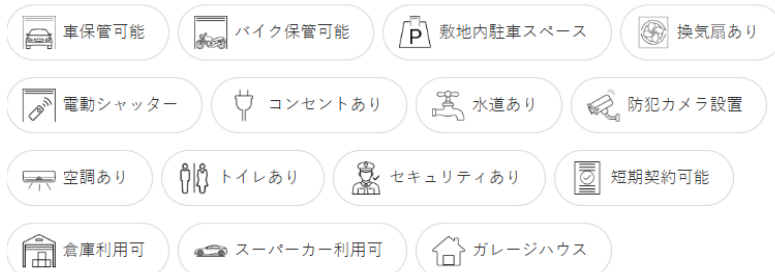 車保管可能
バイク保管可能
P 敷地内駐車スペース
換気扇あり
電動シャッター
コンセントあり
水道あり
防犯カメラ設置
空調あり
トイレあり
セキュリティあり
短期契約可能
倉庫利用可
スーパーカー利用可
ガレージハウス